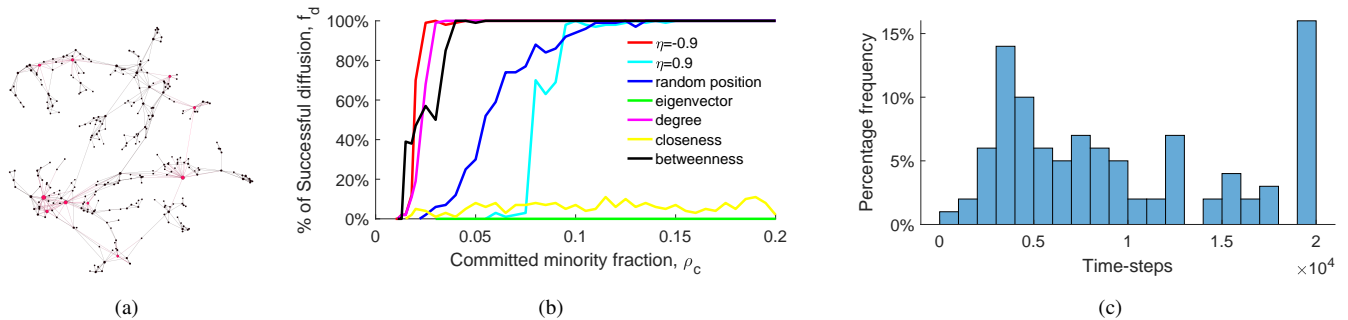 100%
80%
60%
40%
20%
0%
% of Successful diffusion, f_d
η=-0.9
η=0.9
random position
eigenvector
degree
closeness
betweenness
0 0.05 0.1 0.15 0.2
Committed minority fraction, ρ_c
15%
10%
5%
0%
Percentage frequency
0 0.5 1 1.5 2
×10⁴
Time-steps
(a)
(b)
(c)